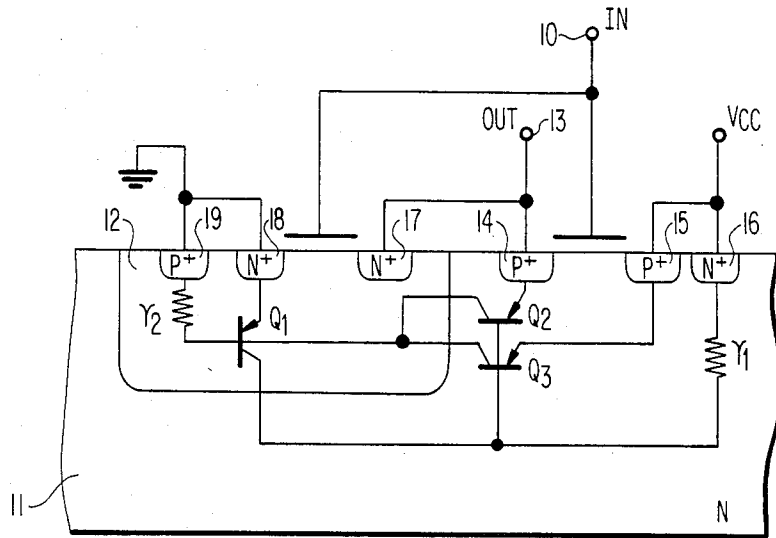 10 IN
OUT 13 VCC
12 19 18 17 14 15 16
P+ N+ N+ P+ P+ N+
γ2 Q1 Q2
Q3 γ1
11 N